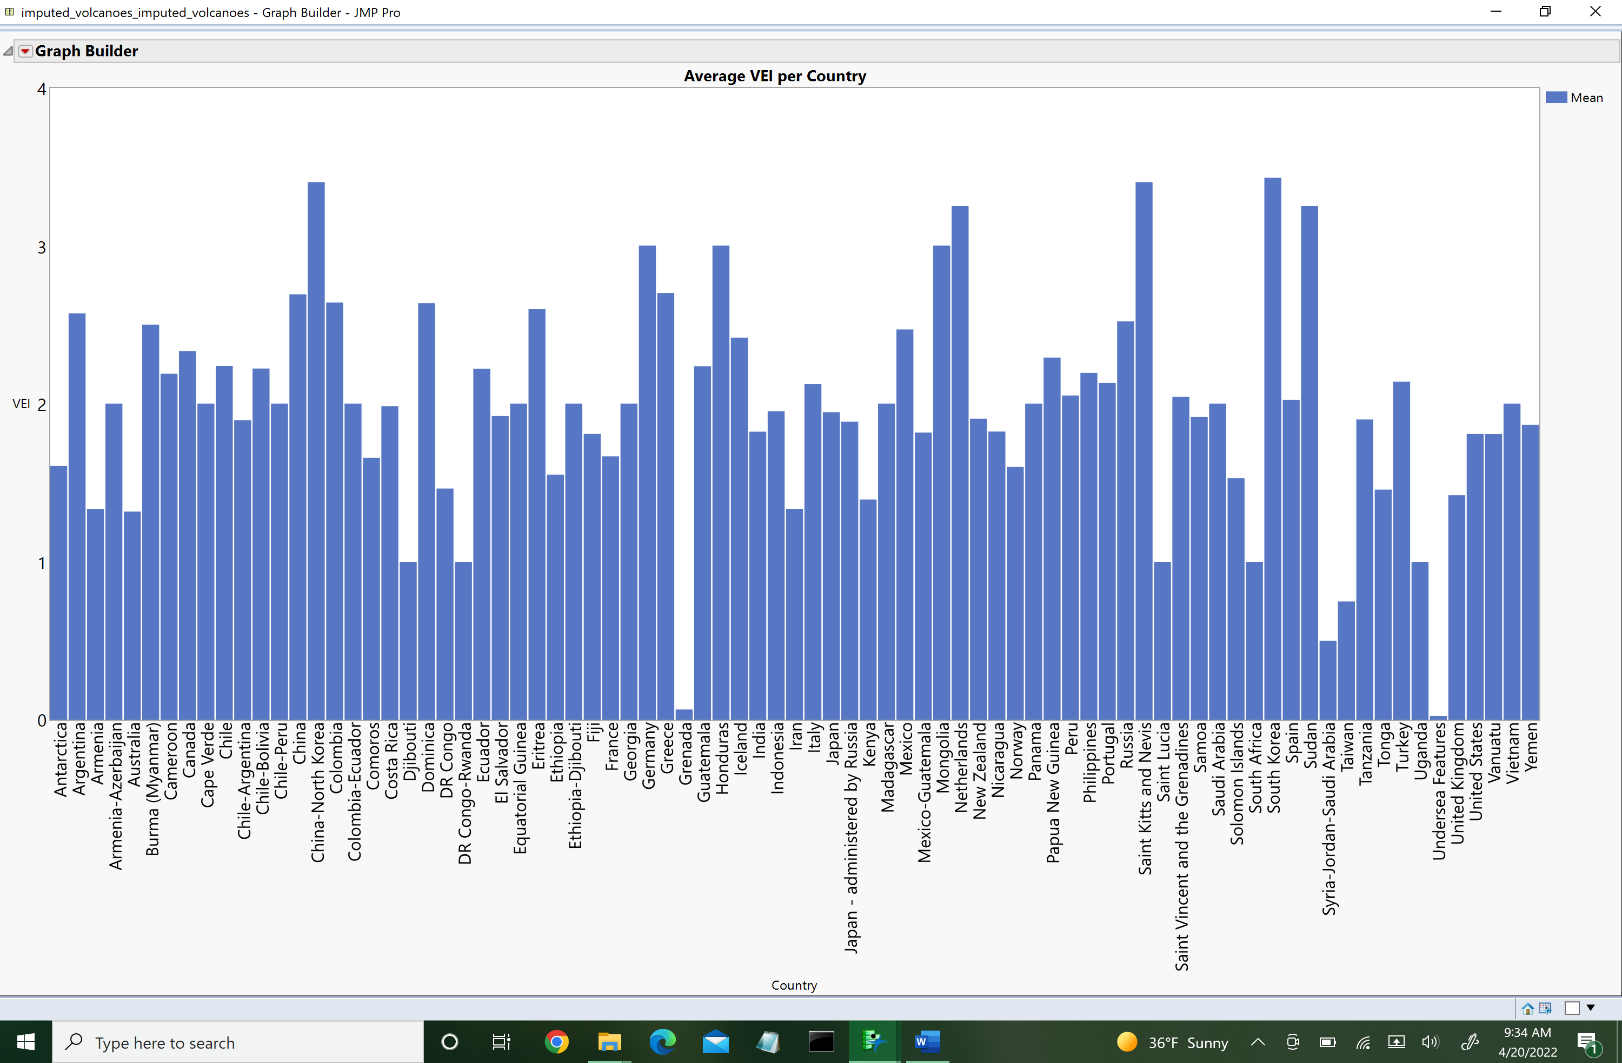 imputed_volcanoes_imputed_volcanoes - Graph Builder - JMP Pro
Graph Builder
Average VEI per Country
4
3
2
1
0
VEI
Mean
Antarctica
Argentina
Armenia
Armenia-Azerbaijan
Australia
Burma (Myanmar)
Cameroon
Canada
Cape Verde
Chile
Chile-Argentina
Chile-Bolivia
Chile-Peru
China
China-North Korea
Colombia
Colombia-Ecuador
Comoros
Costa Rica
Djibouti
Dominica
DR Congo
DR Congo-Rwanda
Ecuador
El Salvador
Equatorial Guinea
Eritrea
Ethiopia
Ethiopia-Djibouti
Fiji
France
Georgia
Germany
Greece
Grenada
Guatemala
Honduras
Iceland
India
Indonesia
Iran
Italy
Japan
Japan - administered by Russia
Kenya
Madagascar
Mexico
Mexico-Guatemala
Mongolia
Netherlands
New Zealand
Nicaragua
Norway
Panama
Papua New Guinea
Peru
Philippines
Portugal
Russia
Saint Kitts and Nevis
Saint Lucia
Saint Vincent and the Grenadines
Samoa
Saudi Arabia
Solomon Islands
South Africa
South Korea
Spain
Sudan
Syria-Jordan-Saudi Arabia
Taiwan
Tanzania
Tonga
Turkey
Uganda
Undersea Features
United Kingdom
United States
Vanuatu
Vietnam
Yemen
Country
Type here to search
W
36°F Sunny
9:34 AM
4/20/2022
1